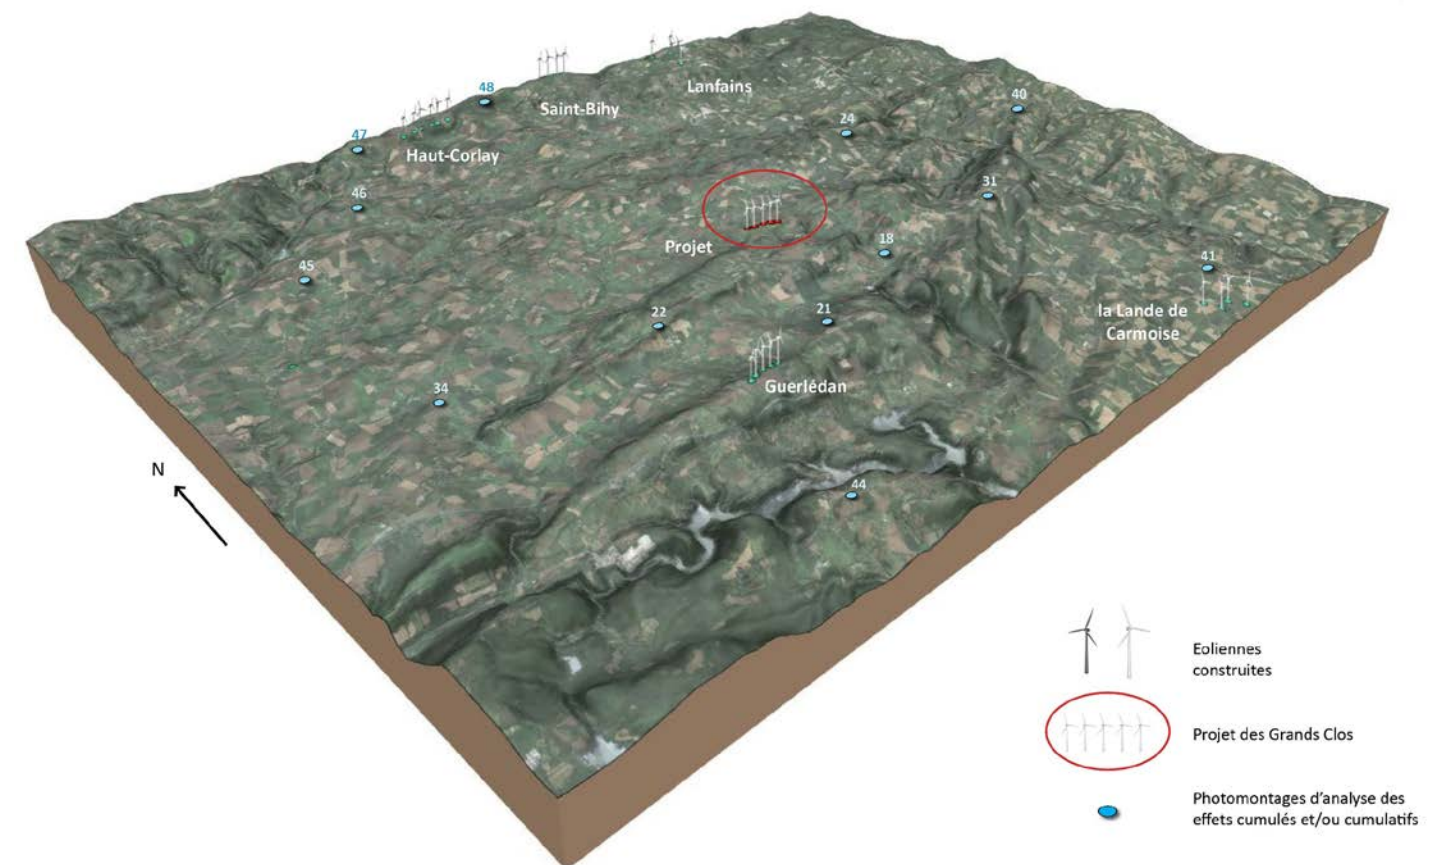 48
Saint-Bihy
Lanfains
40
24
47
Haut-Corlay
46
31
Projet
18
45
41
22
21
la Lande de
Carmoise
34
Guerlédan
N
44
Eoliennes
construites
Projet des Grands Clos
Photomontages d'analyse des
effets cumulés et/ou cumulatifs